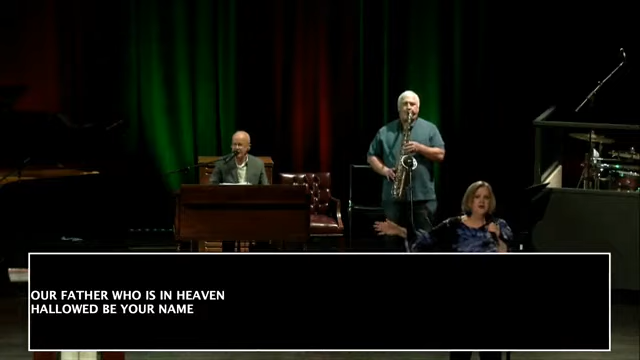 OUR FATHER WHO IS IN HEAVEN
HALLOWED BE YOUR NAME